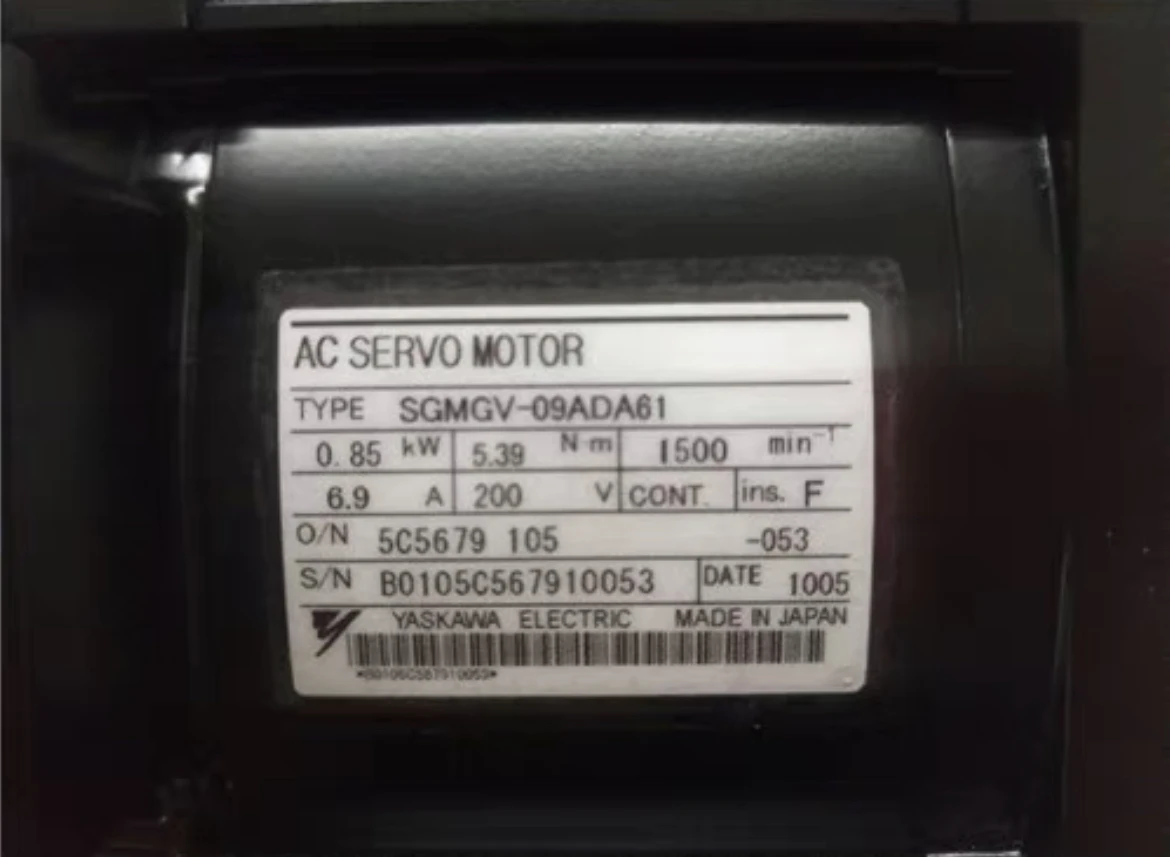 AC SERVO MOTOR
TYPE SGMGV-09ADA61
0.85 kW 5.39 N·m 1500 min⁻¹
6.9 A 200 V CONT. ins. F
O/N 5C5679 105 -053
S/N B0105C567910053 DATE 1005
YASKAWA ELECTRIC MADE IN JAPAN